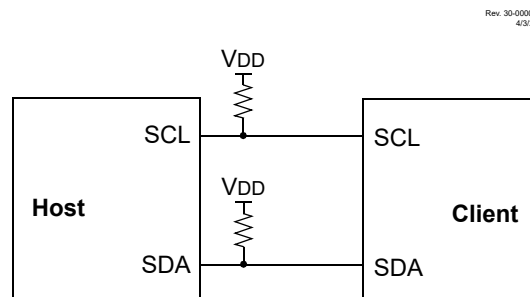 Rev. 30-000
4/3/
VDD
SCL
SCL
Host
VDD
Client
SDA
SDA